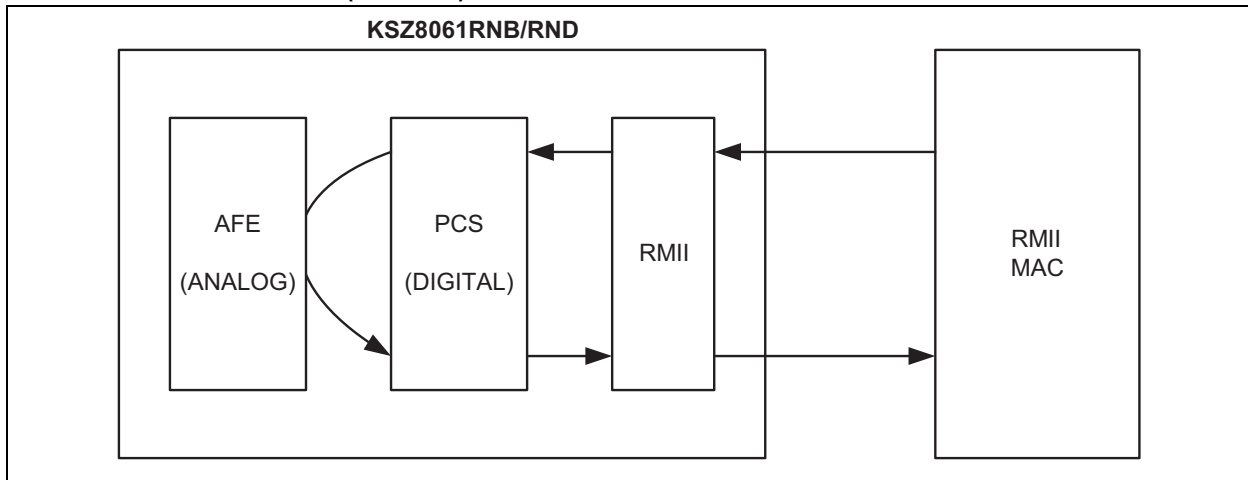 KSZ8061RNB/RND
AFE
(ANALOG)
PCS
(DIGITAL)
RMII
RMII
MAC